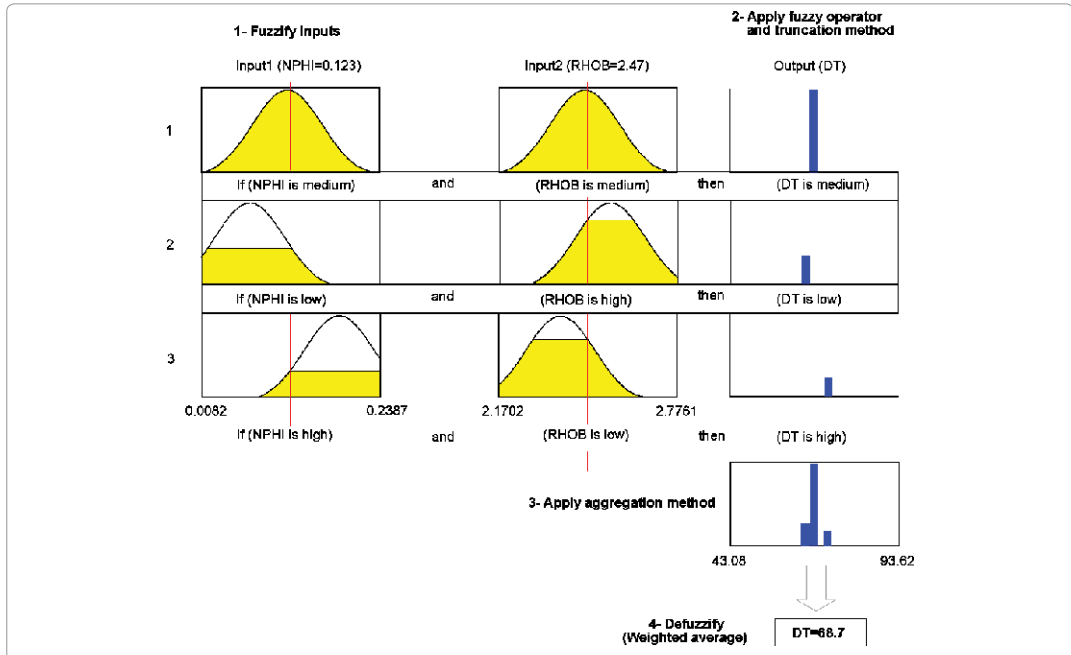 1- Fuzzify Inputs
2- Apply fuzzy operator
and truncation method
Input1 (NPHI=0.123)
Input2 (RHOB=2.47)
Output (DT)
1
If (NPHI is medium) and (RHOB is medium) then (DT is medium)
2
If (NPHI is low) and (RHOB is high) then (DT is low)
3
0.0082 0.2387 2.1702 2.7761
If (NPHI is high) and (RHOB is low) then (DT is high)
3- Apply aggregation method
43.08 93.62
4- Defuzzify
(Weighted average)
DT=68.7